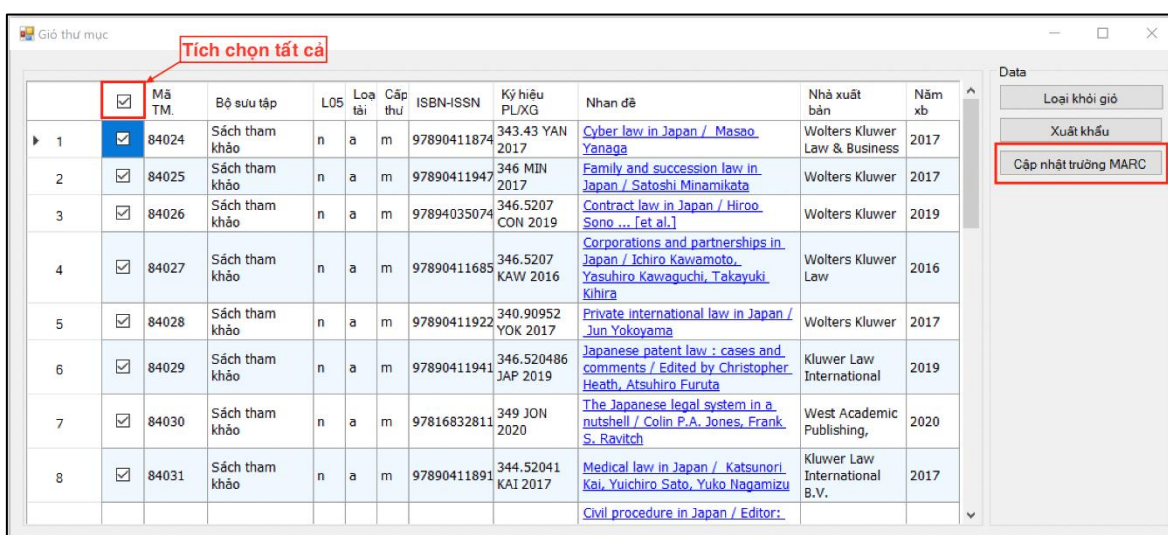 Giỏ thư mục
Tích chọn tất cả
Data
Mã TM. Bộ sưu tập L05 Loạ tài Cấp thư ISBN-ISSN Ký hiệu PL/XG Nhan đề Nhà xuất bản Năm xb
Loại khỏi giỏ
Xuất khẩu
Cập nhật trường MARC
1 84024 Sách tham khảo n a m 97890411874 343.43 YAN 2017 Cyber law in Japan / Masao Yanaga Wolters Kluwer Law & Business 2017
2 84025 Sách tham khảo n a m 97890411947 346 MIN 2017 Family and succession law in Japan / Satoshi Minamikata Wolters Kluwer 2017
3 84026 Sách tham khảo n a m 97894035074 346.5207 CON 2019 Contract law in Japan / Hiroo Sono ... [et al.] Wolters Kluwer 2019
4 84027 Sách tham khảo n a m 97890411685 346.5207 KAW 2016 Corporations and partnerships in Japan / Ichiro Kawamoto, Yasuhiro Kawaguchi, Takayuki Kihira Wolters Kluwer Law 2016
5 84028 Sách tham khảo n a m 97890411922 340.90952 YOK 2017 Private international law in Japan / Jun Yokoyama Wolters Kluwer 2017
6 84029 Sách tham khảo n a m 97890411941 346.520486 JAP 2019 Japanese patent law : cases and comments / Edited by Christopher Heath, Atsuhiro Furuta Kluwer Law International 2019
7 84030 Sách tham khảo n a m 97816832811 349 JON 2020 The Japanese legal system in a nutshell / Colin P.A. Jones, Frank S. Ravitch West Academic Publishing, 2020
8 84031 Sách tham khảo n a m 97890411891 344.52041 KAI 2017 Medical law in Japan / Katsunori Kai, Yuichiro Sato, Yuko Nagamizu Kluwer Law International B.V. 2017
Civil procedure in Japan / Editor: